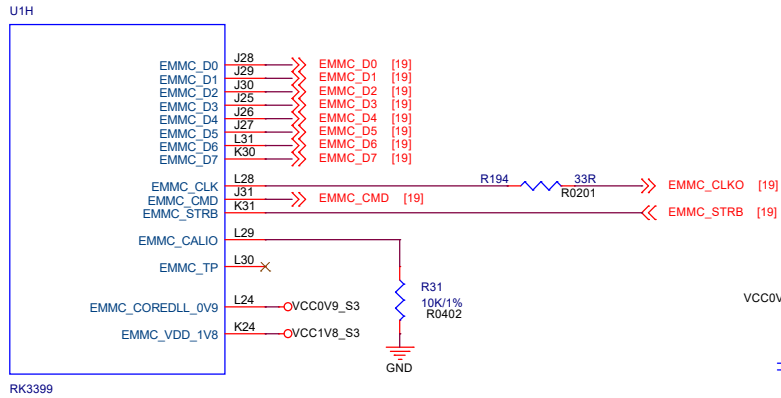 U1H
EMMC_D0 J28 EMMC_D0 [19]
EMMC_D1 J29 EMMC_D1 [19]
EMMC_D2 J30 EMMC_D2 [19]
EMMC_D3 J25 EMMC_D3 [19]
EMMC_D4 J26 EMMC_D4 [19]
EMMC_D5 J27 EMMC_D5 [19]
EMMC_D6 L31 EMMC_D6 [19]
EMMC_D7 K30 EMMC_D7 [19]
EMMC_CLK L28 R194 33R R0201 EMMC_CLKO [19]
EMMC_CMD J31 EMMC_CMD [19]
EMMC_STRB K31 EMMC_STRB [19]
EMMC_CALIO L29
EMMC_TP L30
R31
10K/1%
R0402
GND
EMMC_COREDLL_0V9 L24 VCC0V9_S3
EMMC_VDD_1V8 K24 VCC1V8_S3
VCC0V
RK3399